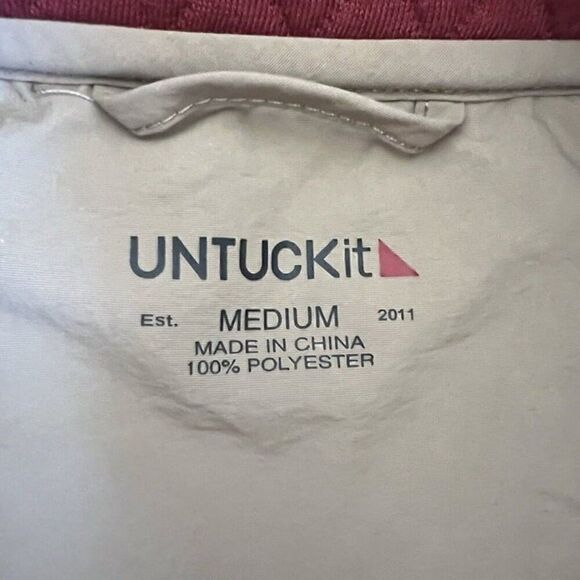 UNTUCKit
Est. MEDIUM 2011
MADE IN CHINA
100% POLYESTER